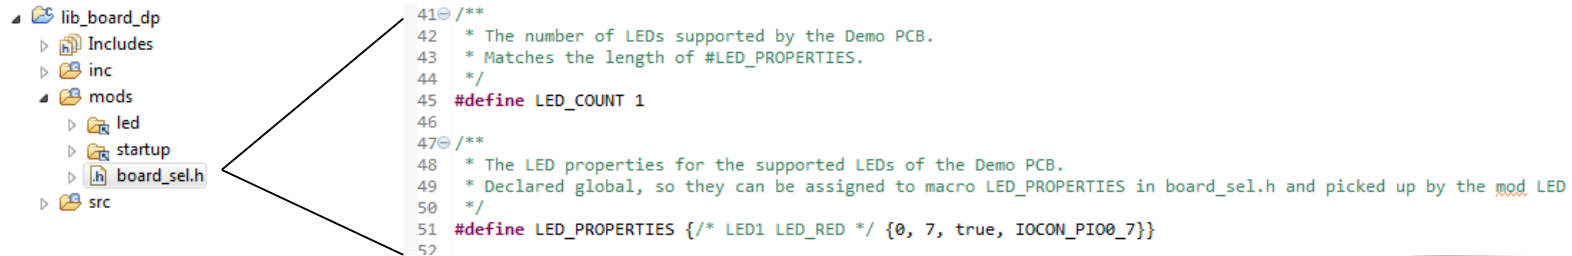 lib_board_dp
Includes
inc
mods
led
startup
board_sel.h
src
41 /**
42  * The number of LEDs supported by the Demo PCB.
43  * Matches the length of #LED_PROPERTIES.
44  */
45 #define LED_COUNT 1
46
47 /**
48  * The LED properties for the supported LEDs of the Demo PCB.
49  * Declared global, so they can be assigned to macro LED_PROPERTIES in board_sel.h and picked up by the mod LED
50  */
51 #define LED_PROPERTIES {/* LED1 LED_RED */ {0, 7, true, IOCON_PIO0_7}}
52